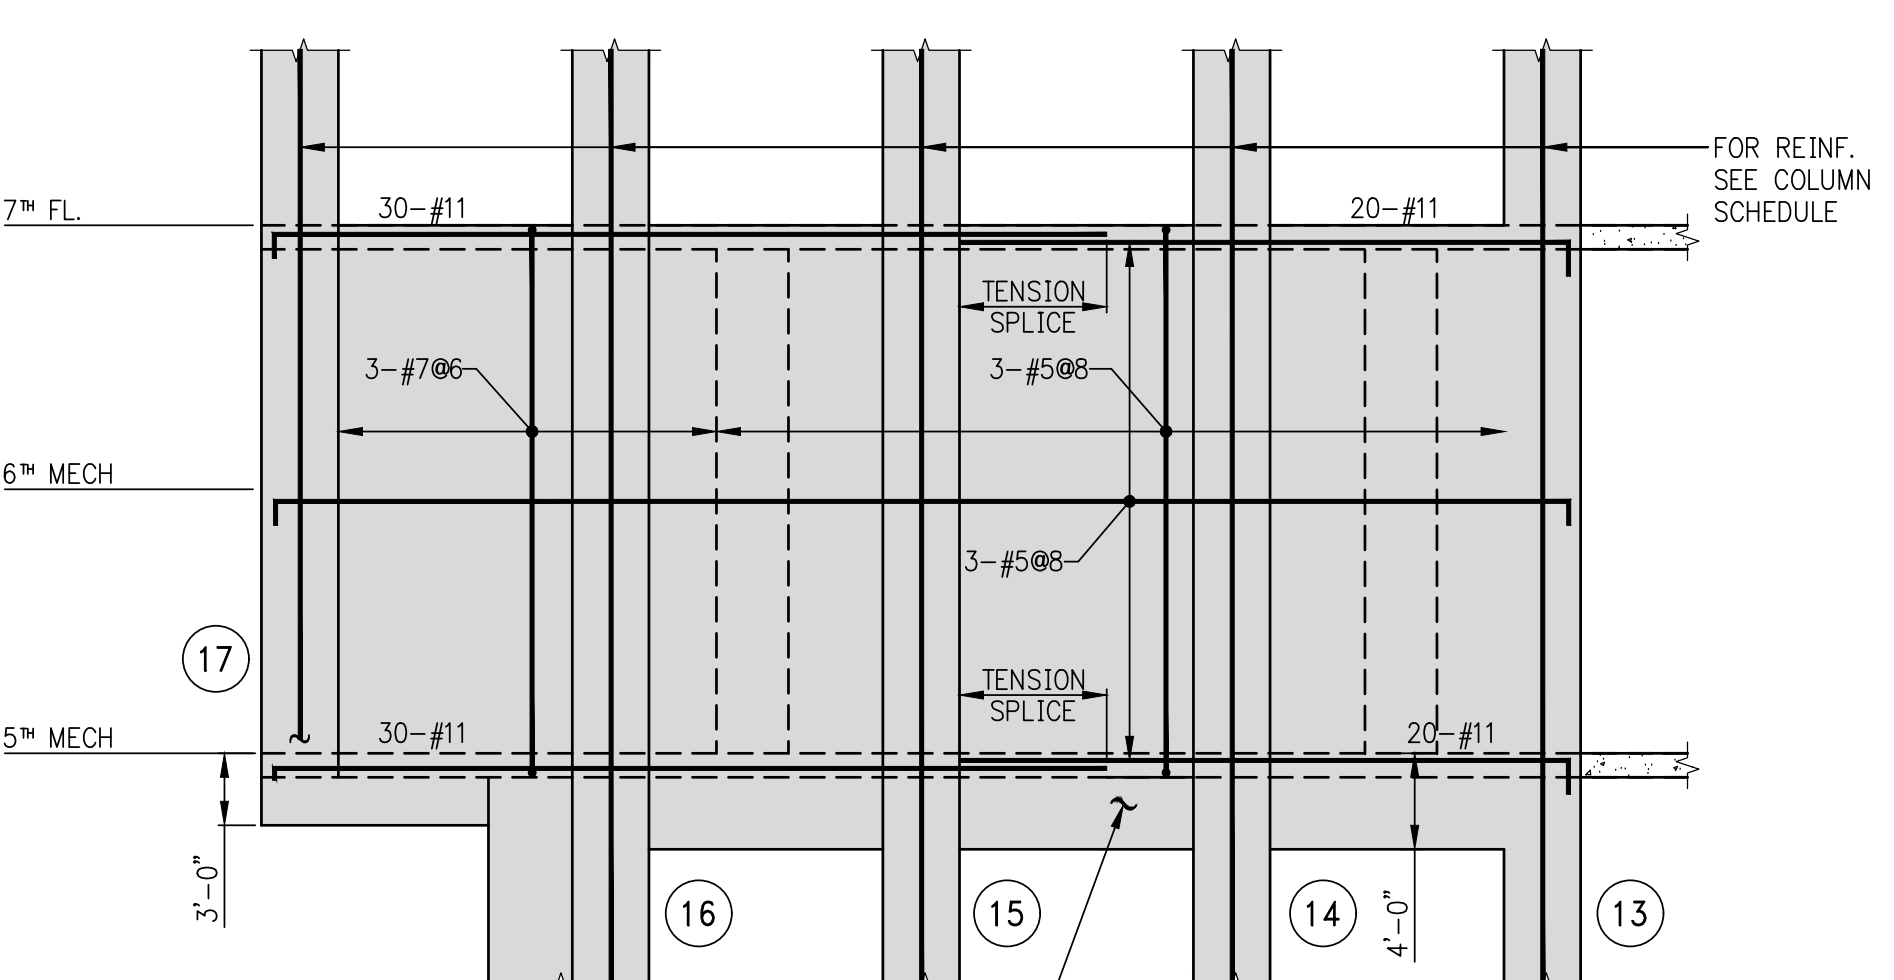 FOR REINF.
SEE COLUMN
SCHEDULE
7TH FL.
30-#11
20-#11
TENSION
SPLICE
3-#7@6
3-#5@8
6TH MECH
3-#5@8
17
TENSION
SPLICE
5TH MECH
30-#11
20-#11
3'-0"
16
15
14
4'-0"
13